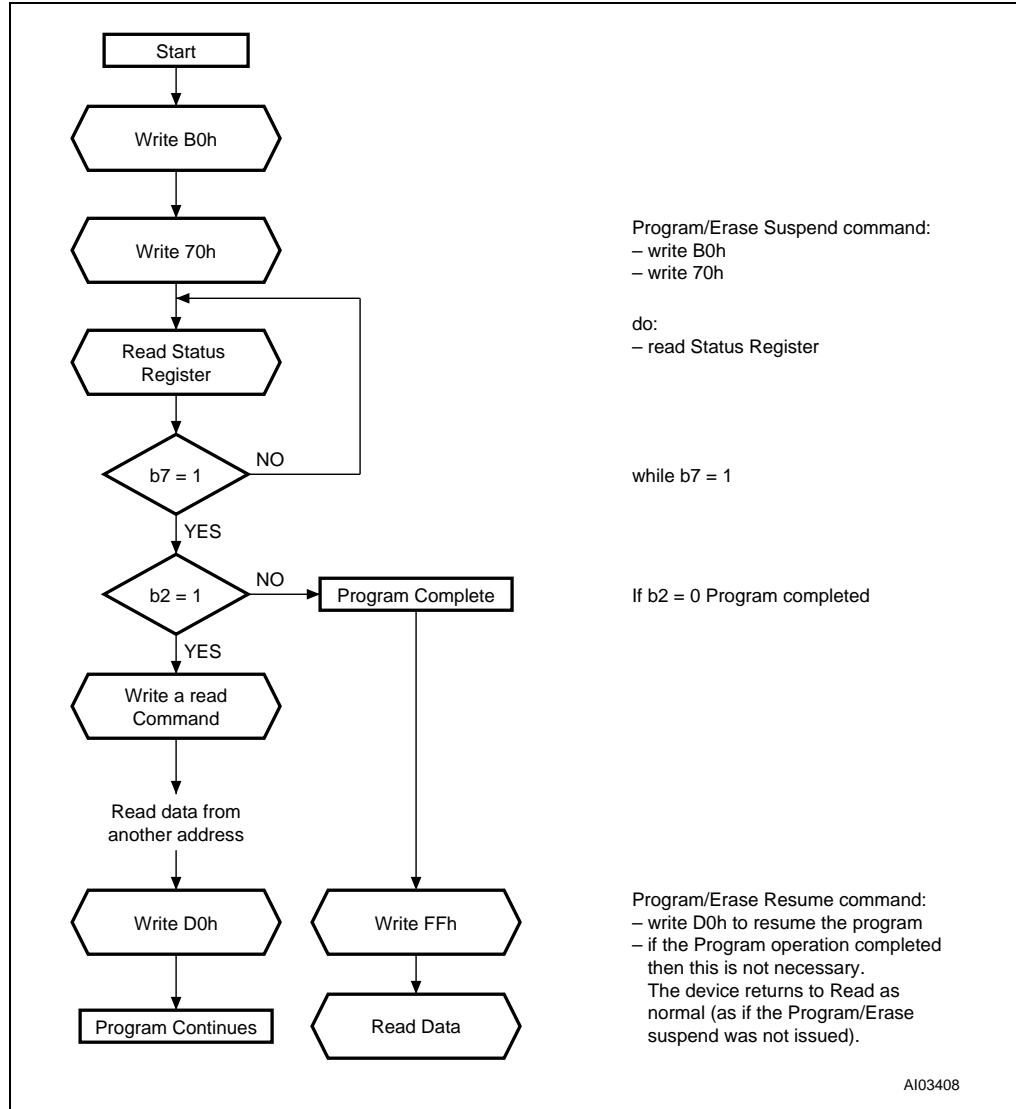 Start
Write B0h
Write 70h
Read Status
Register
b7 = 1
NO
YES
b2 = 1
NO
Program Complete
YES
Write a read
Command
Read data from
another address
Write D0h
Write FFh
Program Continues
Read Data
Program/Erase Suspend command:
– write B0h
– write 70h
do:
– read Status Register
while b7 = 1
If b2 = 0 Program completed
Program/Erase Resume command:
– write D0h to resume the program
– if the Program operation completed
then this is not necessary.
The device returns to Read as
normal (as if the Program/Erase
suspend was not issued).
AI03408